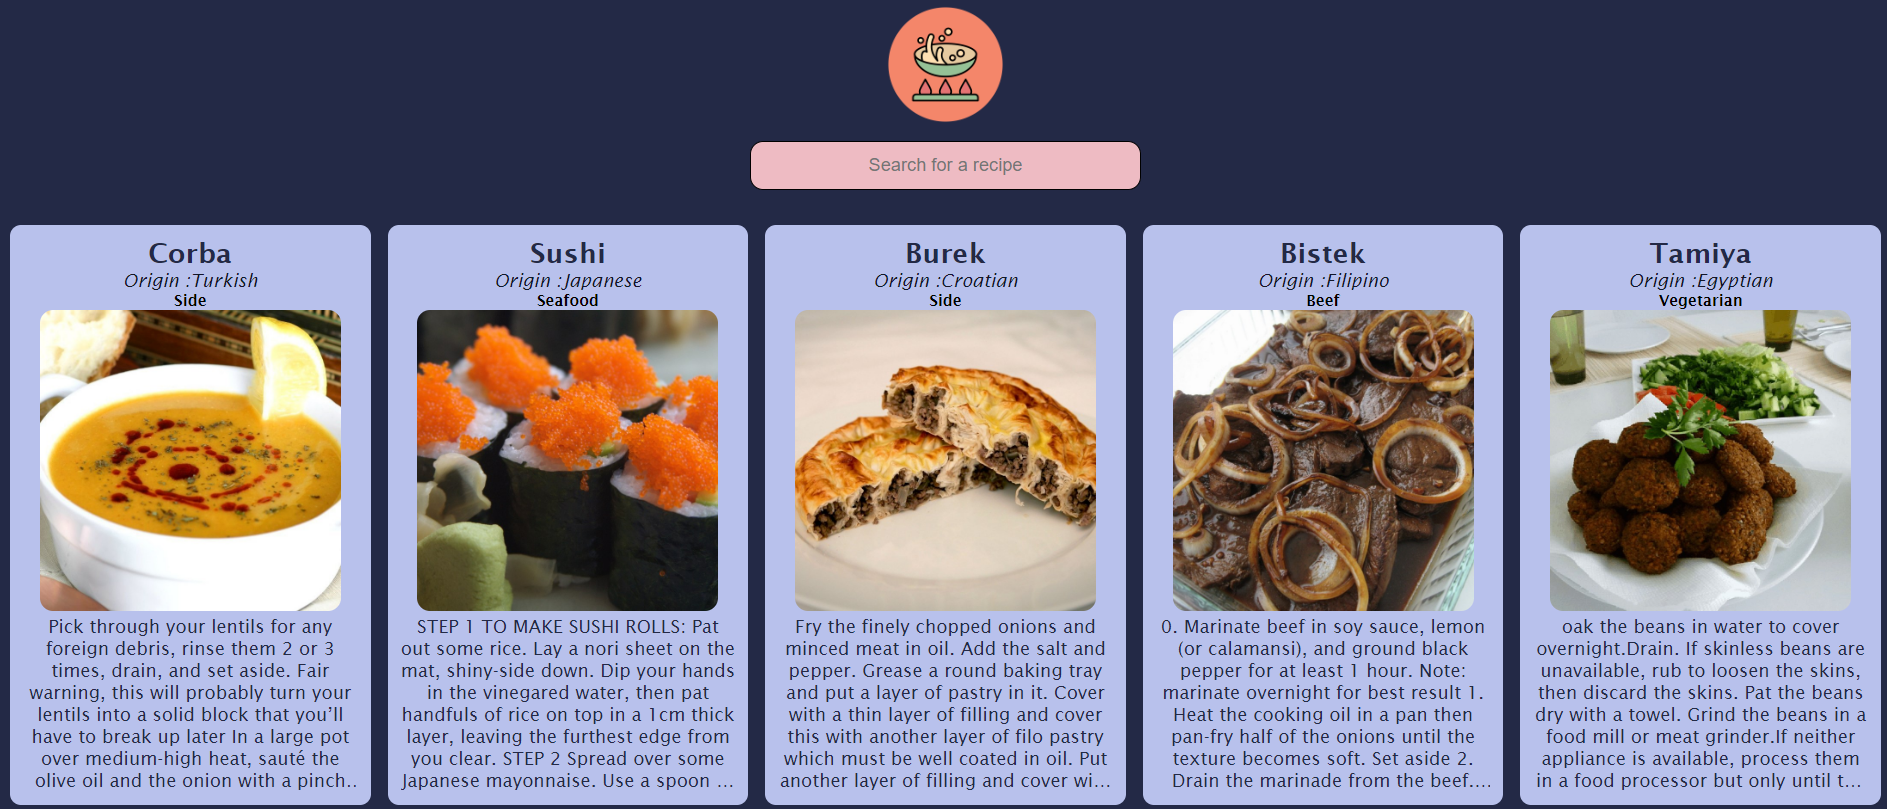 Search for a recipe
Corba
Origin :Turkish
Side
Pick through your lentils for any
foreign debris, rinse them 2 or 3
times, drain, and set aside. Fair
warning, this will probably turn your
lentils into a solid block that you’ll
have to break up later In a large pot
over medium-high heat, sauté the
olive oil and the onion with a pinch..
Sushi
Origin :Japanese
Seafood
STEP 1 TO MAKE SUSHI ROLLS: Pat
out some rice. Lay a nori sheet on the
mat, shiny-side down. Dip your hands
in the vinegared water, then pat
handfuls of rice on top in a 1cm thick
layer, leaving the furthest edge from
you clear. STEP 2 Spread over some
Japanese mayonnaise. Use a spoon ...
Burek
Origin :Croatian
Side
Fry the finely chopped onions and
minced meat in oil. Add the salt and
pepper. Grease a round baking tray
and put a layer of pastry in it. Cover
with a thin layer of filling and cover
this with another layer of filo pastry
which must be well coated in oil. Put
another layer of filling and cover wi...
Bistek
Origin :Filipino
Beef
0. Marinate beef in soy sauce, lemon
(or calamansi), and ground black
pepper for at least 1 hour. Note:
marinate overnight for best result 1.
Heat the cooking oil in a pan then
pan-fry half of the onions until the
texture becomes soft. Set aside 2.
Drain the marinade from the beef....
Tamiya
Origin :Egyptian
Vegetarian
oak the beans in water to cover
overnight.Drain. If skinless beans are
unavailable, rub to loosen the skins,
then discard the skins. Pat the beans
dry with a towel. Grind the beans in a
food mill or meat grinder.If neither
appliance is available, process them
in a food processor but only until t...